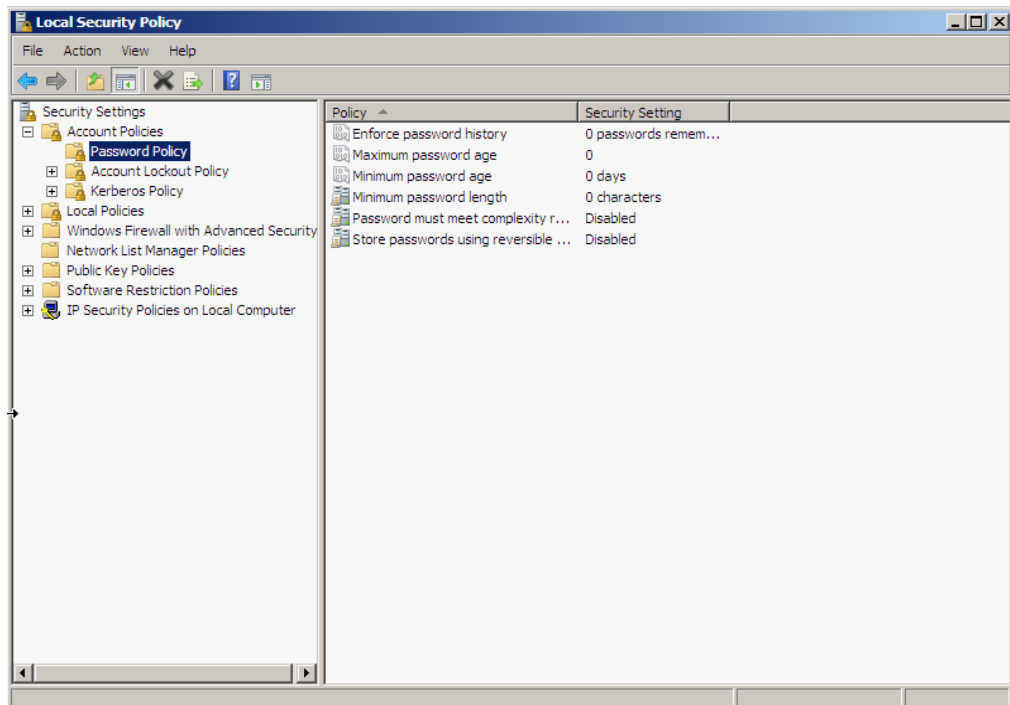 Local Security Policy
File Action View Help
Security Settings
Account Policies
Password Policy
Account Lockout Policy
Kerberos Policy
Local Policies
Windows Firewall with Advanced Security
Network List Manager Policies
Public Key Policies
Software Restriction Policies
IP Security Policies on Local Computer
Policy Security Setting
Enforce password history 0 passwords remem...
Maximum password age 0
Minimum password age 0 days
Minimum password length 0 characters
Password must meet complexity r... Disabled
Store passwords using reversible ... Disabled